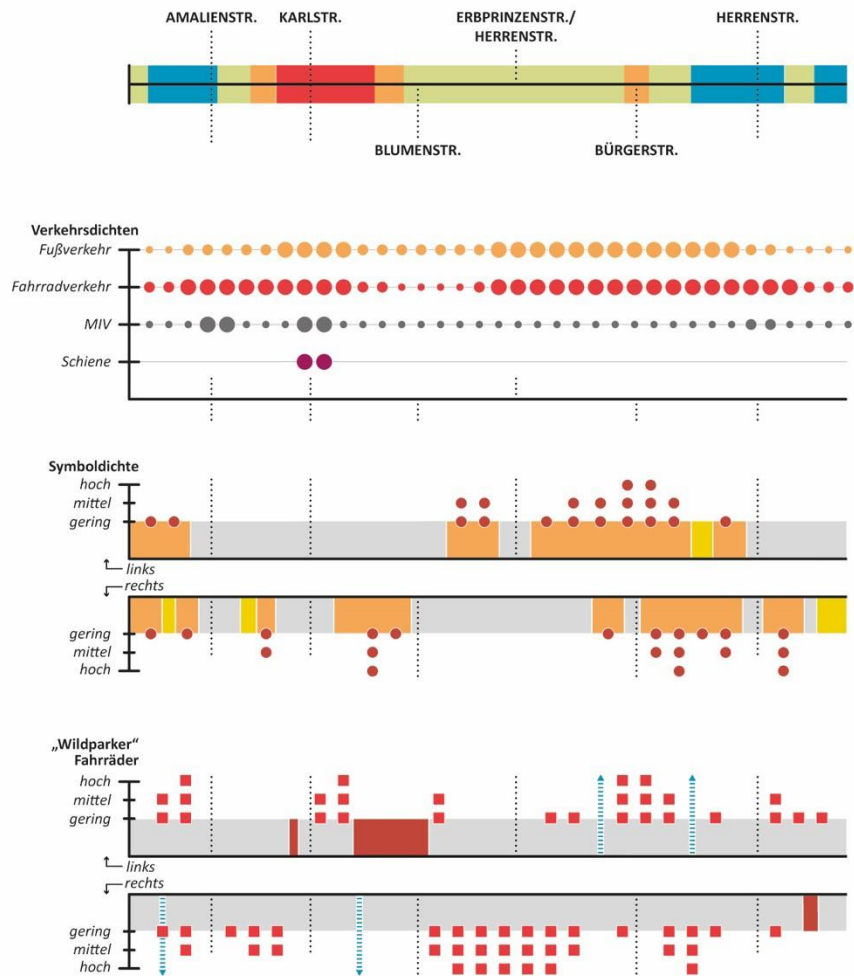 AMALIENSTR.
KARLSTR.
ERBPRINZENSTR./
HERRENSTR.
HERRENSTR.
BLUMENSTR.
BÜRGERSTR.
Verkehrsdichten
Fußverkehr
Fahrradverkehr
MIV
Schiene
Symboldichte
hoch
mittel
gering
links
rechts
gering
mittel
hoch
„Wildparker“
Fahrräder
hoch
mittel
gering
links
rechts
gering
mittel
hoch